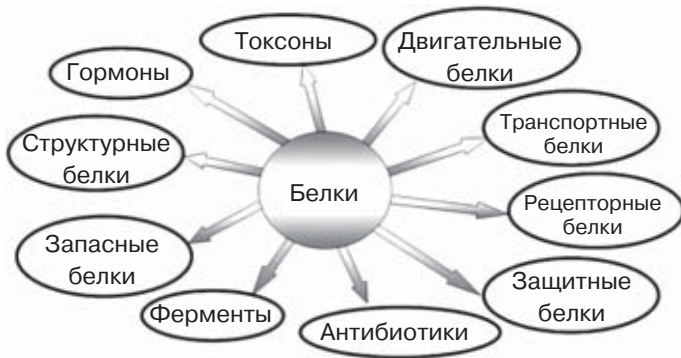 Токсоны
Двигательные
белки
Гормоны
Транспортные
белки
Структурные
белки
Белки
Рецепторные
белки
Запасные
белки
Защитные
белки
Ферменты
Антибиотики